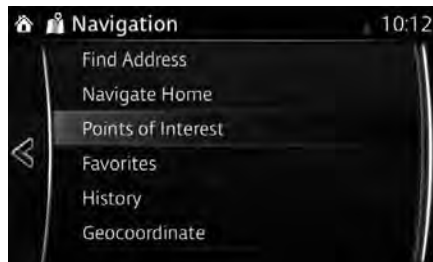 Navigation 10:12
Find Address
Navigate Home
Points of Interest
Favorites
History
Geocoordinate